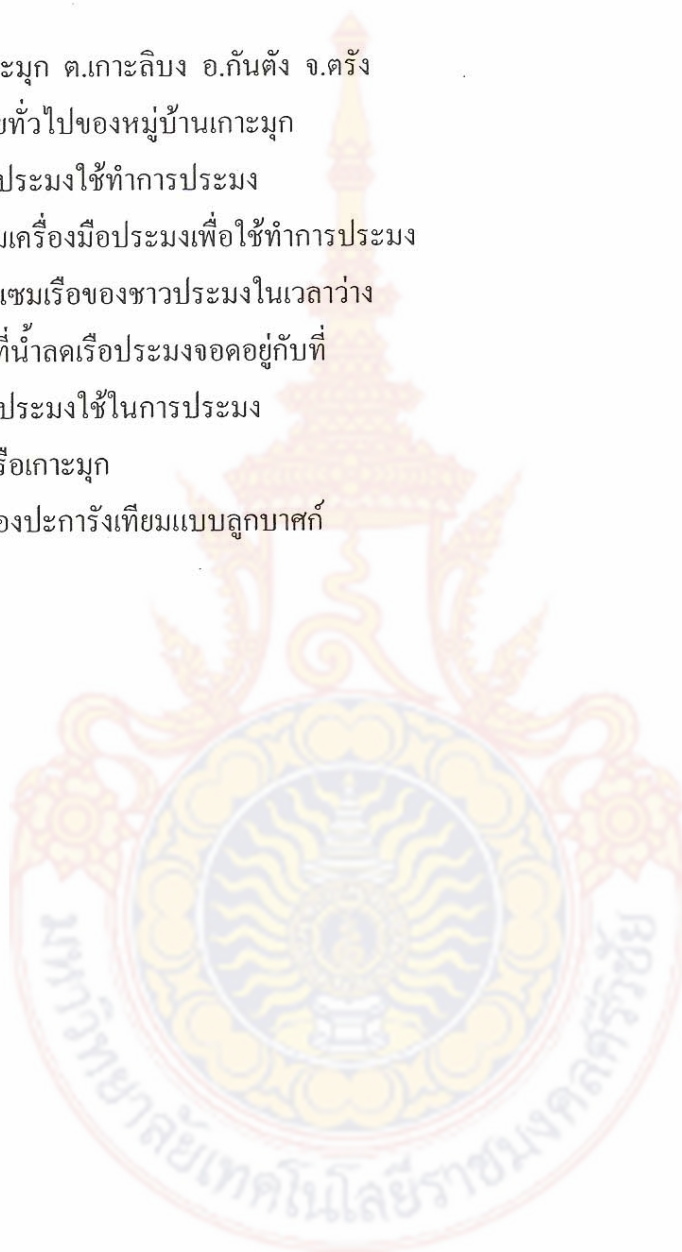 ะมุก ต.เกาะลิบง อ.กันตัง จ.ตรัง
ยทั่วไปของหมู่บ้านเกาะมุก
ประมงใช้ทำการประมง
มเครื่องมือประมงเพื่อใช้ทำการประมง
แซมเรือของชาวประมงในเวลาว่าง
ที่น้ำลดเรือประมงจอดอยู่กับที่
ประมงใช้ในการประมง
รือเกาะมุก
องปะการังเทียมแบบลูกบาศก์
มหาวิทยาลัยเทคโนโลยีราชมงคลศรีวิชัย